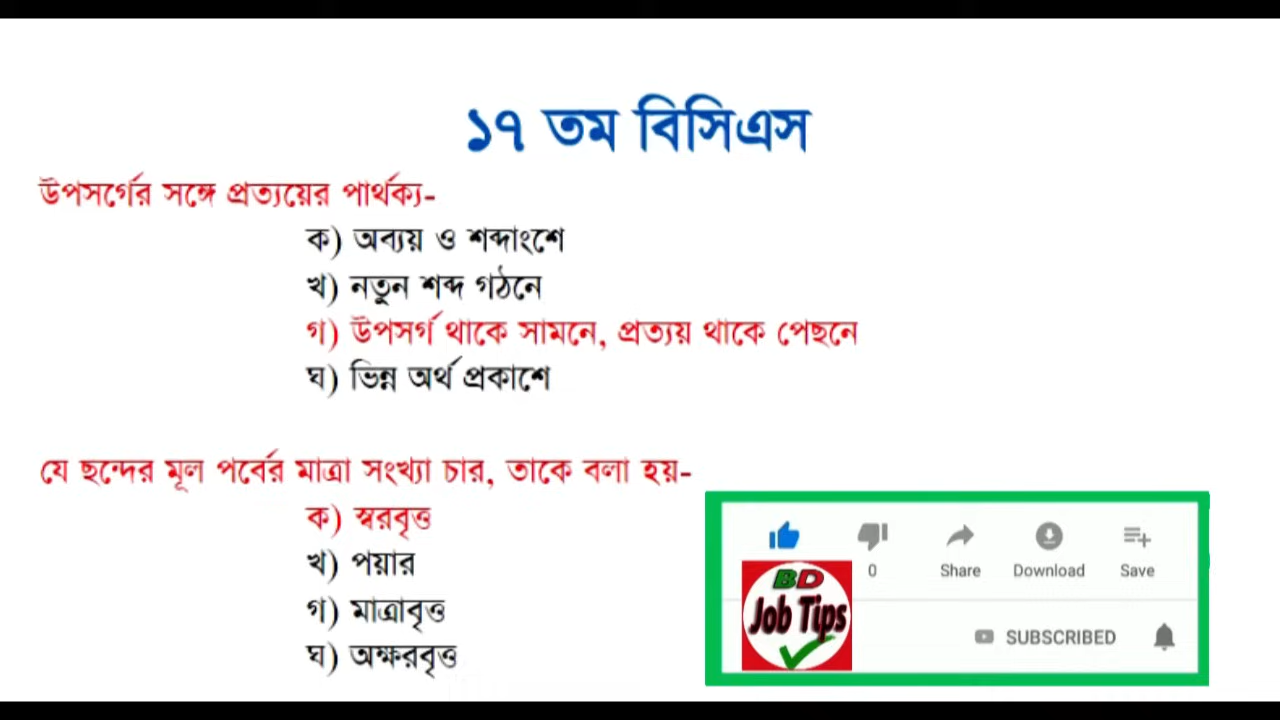 ১৭ তম বিসিএস
উপসর্গের সঙ্গে প্রত্যয়ের পার্থক্য-
ক) অব্যয় ও শব্দাংশে
খ) নতুন শব্দ গঠনে
গ) উপসর্গ থাকে সামনে, প্রত্যয় থাকে পেছনে
ঘ) ভিন্ন অর্থ প্রকাশে
যে ছন্দের মূল পর্বের মাত্রা সংখ্যা চার, তাকে বলা হয়-
ক) স্বরবৃত্ত
খ) পয়ার
গ) মাত্রাবৃত্ত
ঘ) অক্ষরবৃত্ত
0 Share Download Save
BD
Job Tips
SUBSCRIBED